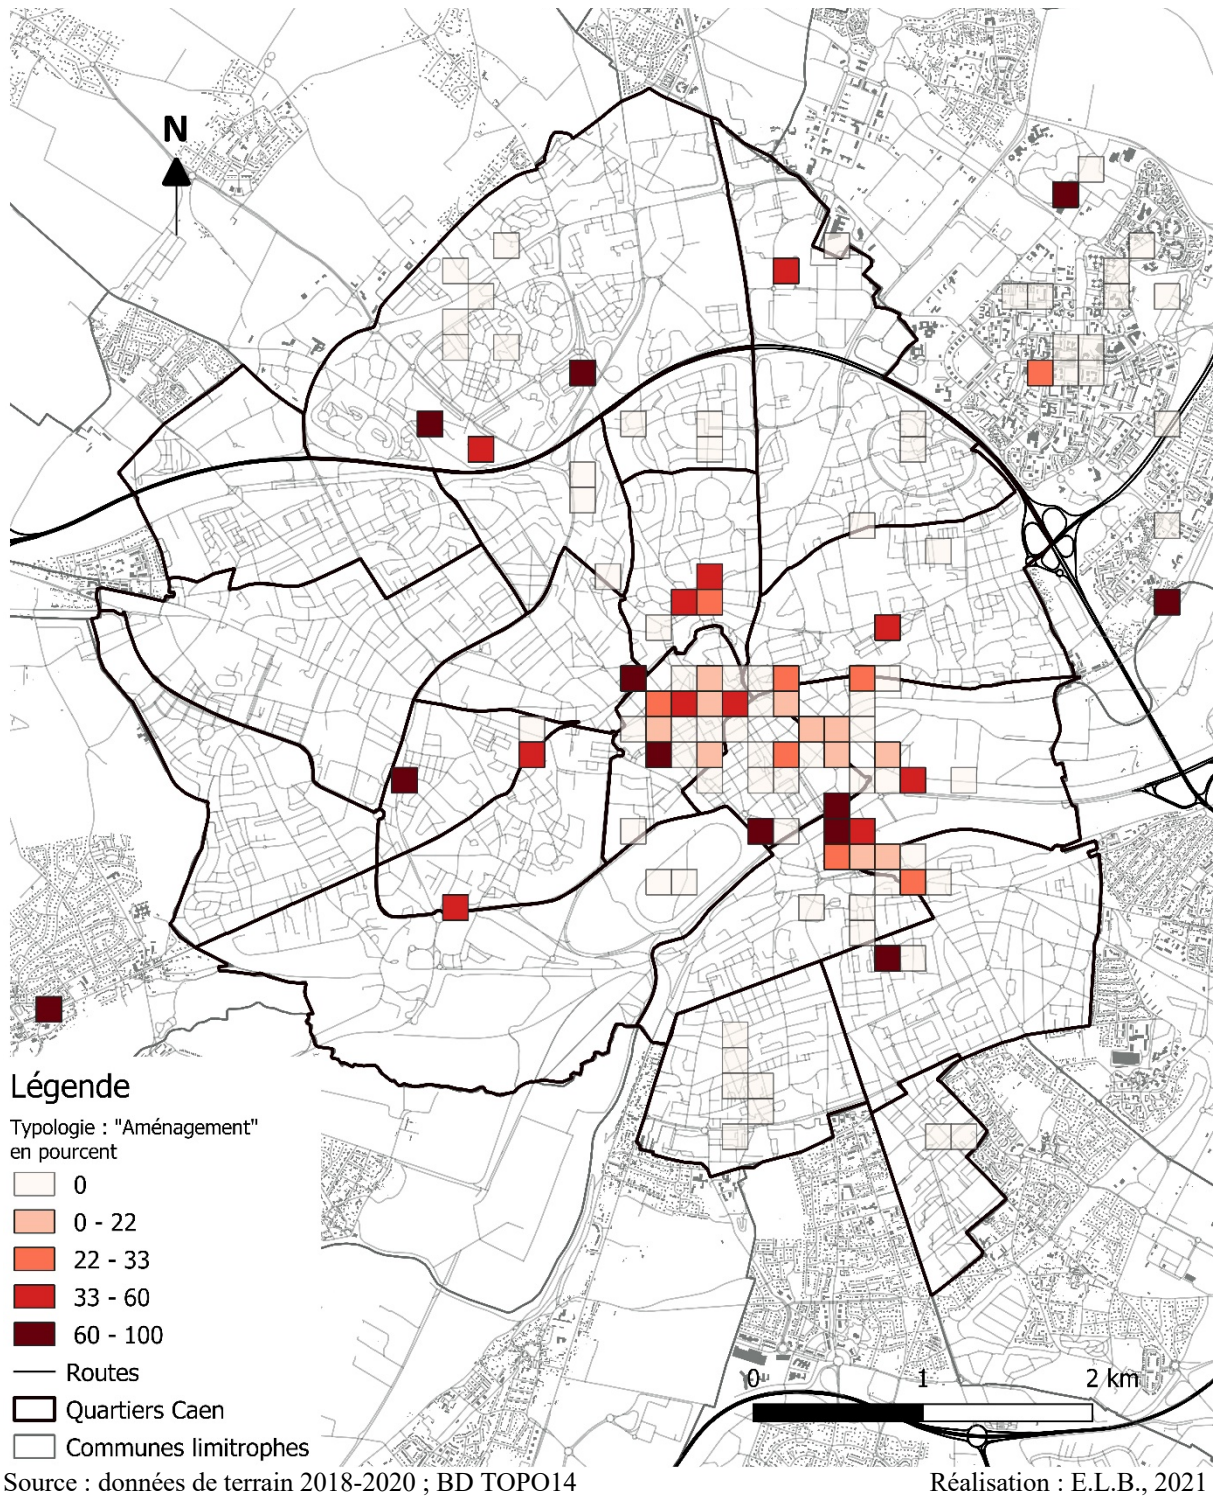 N
Légende
Typologie : "Aménagement"
en pourcent
0
0 - 22
22 - 33
33 - 60
60 - 100
Routes
Quartiers Caen
Communes limitrophes
0 1 2 km
Source : données de terrain 2018-2020 ; BD TOPO14 Réalisation : E.L.B., 2021